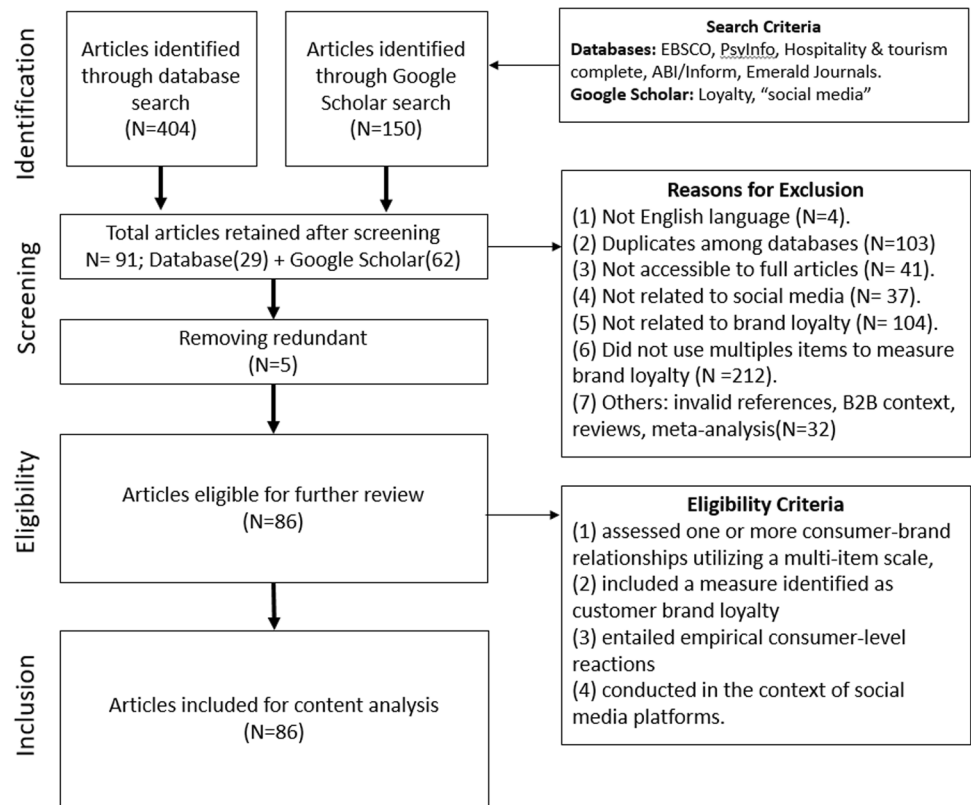 Identification
Articles identified
through database
search
(N=404)
Articles identified
through Google
Scholar search
(N=150)
Search Criteria
Databases: EBSCO, PsyInfo, Hospitality & tourism
complete, ABI/Inform, Emerald Journals.
Google Scholar: Loyalty, “social media”
Screening
Total articles retained after screening
N= 91; Database(29) + Google Scholar(62)
Removing redundant
(N=5)
Reasons for Exclusion
(1) Not English language (N=4).
(2) Duplicates among databases (N=103)
(3) Not accessible to full articles (N= 41).
(4) Not related to social media (N= 37).
(5) Not related to brand loyalty (N= 104).
(6) Did not use multiples items to measure
brand loyalty (N =212).
(7) Others: invalid references, B2B context,
reviews, meta-analysis(N=32)
Eligibility
Articles eligible for further review
(N=86)
Eligibility Criteria
(1) assessed one or more consumer-brand
relationships utilizing a multi-item scale,
(2) included a measure identified as
customer brand loyalty
(3) entailed empirical consumer-level
reactions
(4) conducted in the context of social
media platforms.
Inclusion
Articles included for content analysis
(N=86)